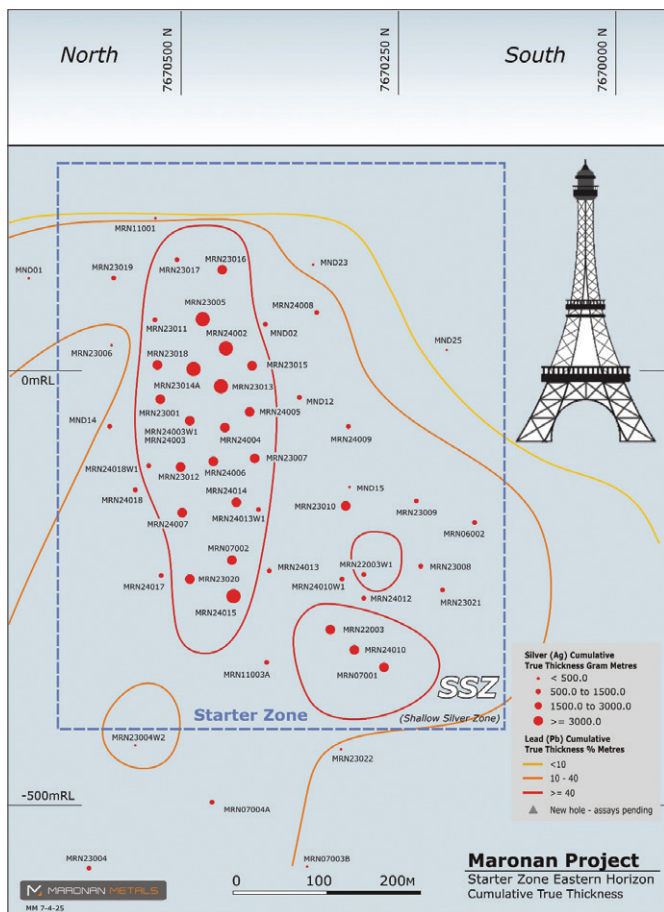 North
7670500 N
7670250 N
South
7670000 N
MRN11001
MND01
MRN23019
MRN23017
MRN23016
MND23
MRN23005
MRN24008
MRN23011
MRN24002
MND02
MND25
MRN23006
MRN23018
MRN23015
0mRL
MRN23014A
MRN23013
MND12
MRN23001
MRN24005
MND14
MRN24003W1
MRN24003
MRN24004
MRN24009
MRN24018W1
MRN23012
MRN24006
MRN23007
MRN24018
MRN24014
MND15
MRN23010
MRN23009
MRN24007
MRN24013W1
MRN06002
MRN07002
MRN24017
MRN23020
MRN24013
MRN22003W1
MRN23008
MRN24010W1
MRN24015
MRN24012
MRN23021
MRN22003
MRN24010
MRN11003A
MRN07001
SSZ
(Shallow Silver Zone)
Starter Zone
MRN23004W2
MRN23022
-500mRL
MRN07004A
MRN23004
MRN07003B
Silver (Ag) Cumulative
True Thickness Gram Metres
< 500.0
500.0 to 1500.0
1500.0 to 3000.0
>= 3000.0
Lead (Pb) Cumulative
True Thickness % Metres
<10
10 - 40
>= 40
New hole - assays pending
MARONAN METALS
MM 7-4-25
0 100 200M
Maronan Project
Starter Zone Eastern Horizon
Cumulative True Thickness